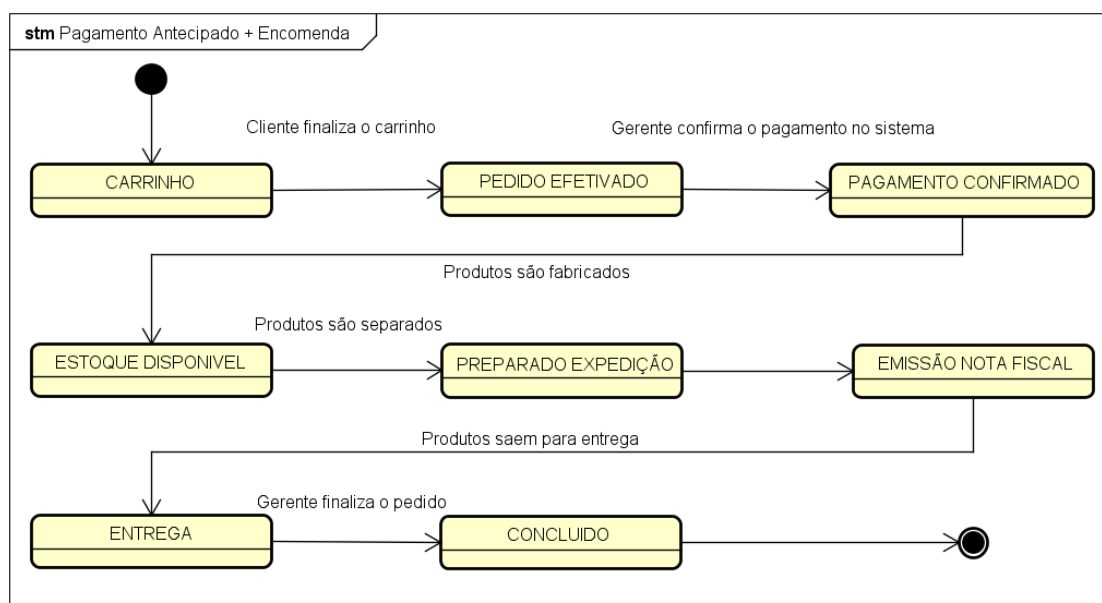 stm Pagamento Antecipado + Encomenda
Cliente finaliza o carrinho
Gerente confirma o pagamento no sistema
CARRINHO
PEDIDO EFETIVADO
PAGAMENTO CONFIRMADO
Produtos são fabricados
Produtos são separados
ESTOQUE DISPONIVEL
PREPARADO EXPEDIÇÃO
EMISSÃO NOTA FISCAL
Produtos saem para entrega
Gerente finaliza o pedido
ENTREGA
CONCLUIDO